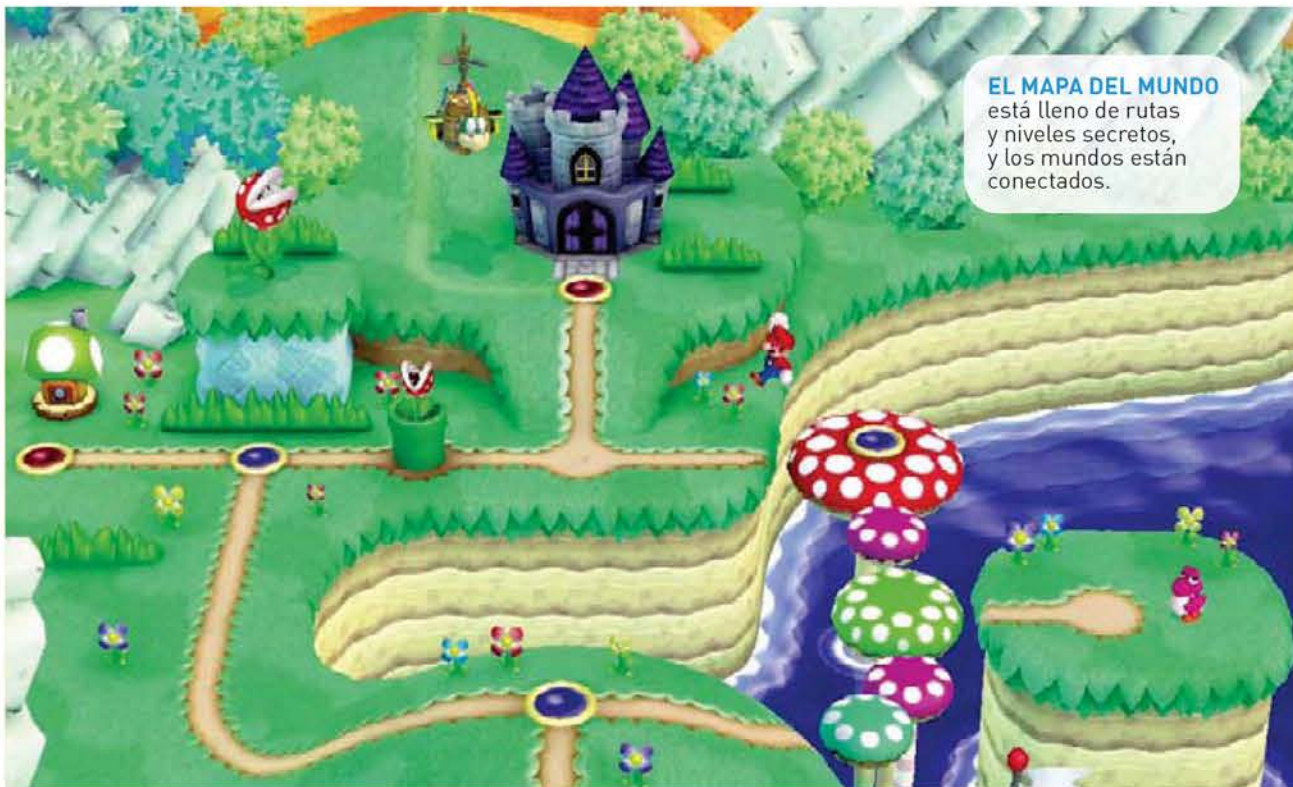 EL MAPA DEL MUNDO
está lleno de rutas
y niveles secretos,
y los mundos están
conectados.